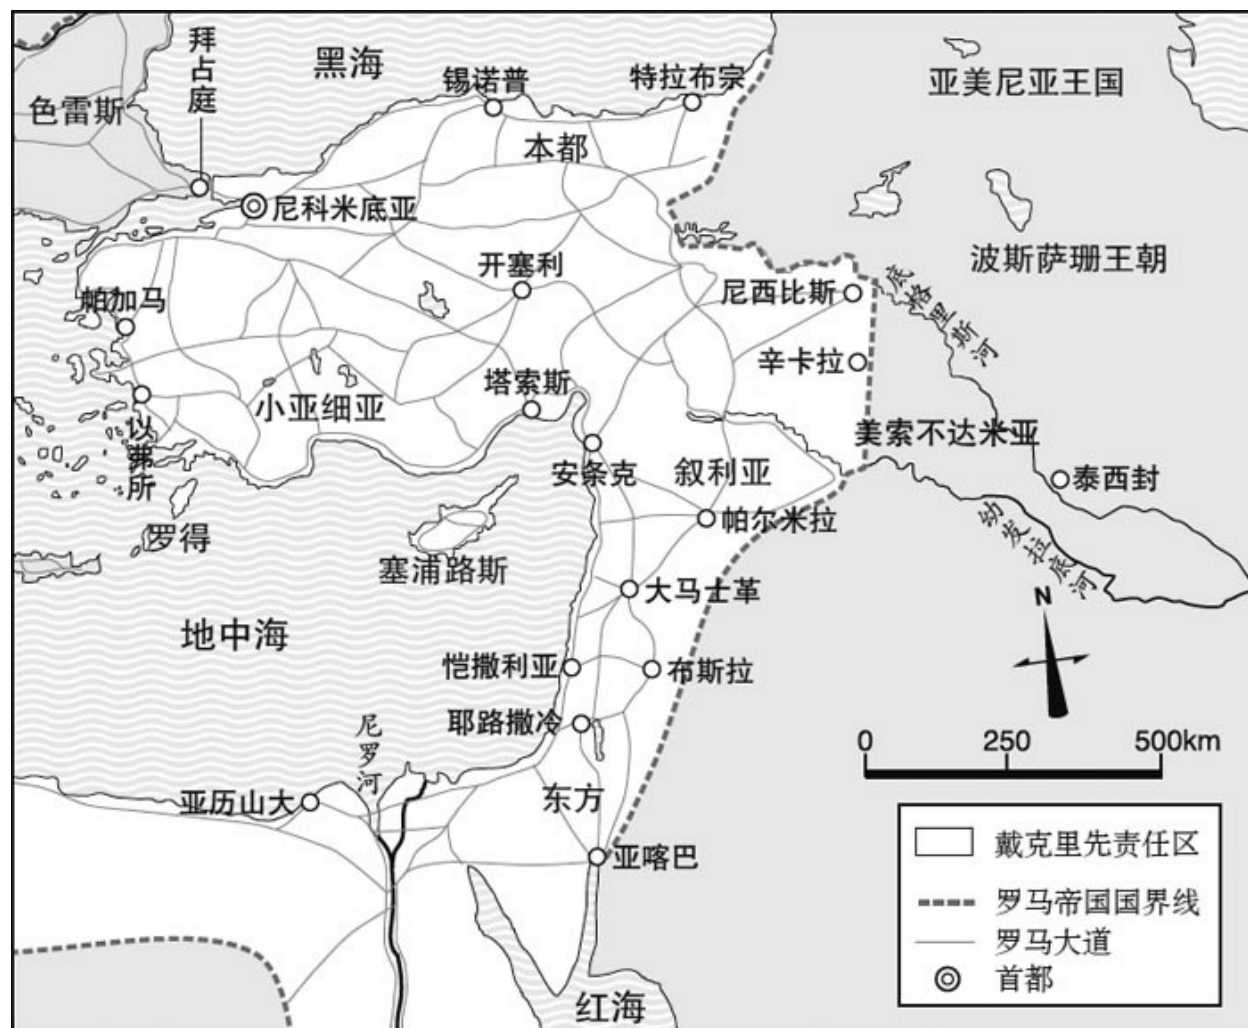 拜占庭
黑海
锡诺普
特拉布宗
亚美尼亚王国
色雷斯
本都
尼科米底亚
波斯萨珊王朝
开塞利
尼西比斯
底格里斯河
帕加马
辛卡拉
塔索斯
小亚细亚
以弗所
美索不达米亚
安条克
叙利亚
泰西封
罗得
帕尔米拉
幼发拉底河
塞浦路斯
大马士革
N
地中海
恺撒利亚
布斯拉
尼罗河
耶路撒冷
0 250 500km
亚历山大
东方
亚喀巴
红海
戴克里先责任区
罗马帝国国界线
罗马大道
首都